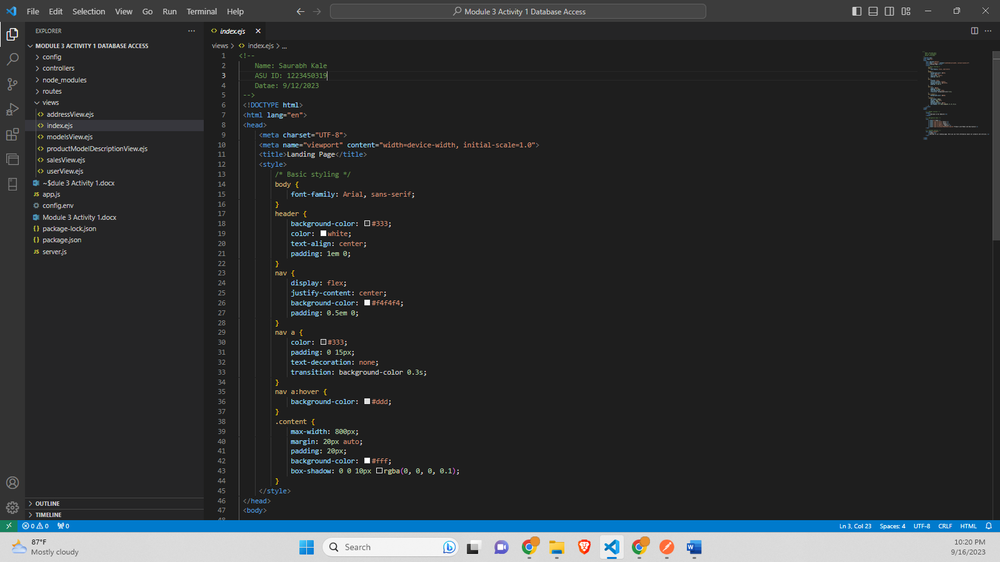 File Edit Selection View Go Run Terminal Help
Module 3 Activity 1 Database Access
EXPLORER
MODULE 3 ACTIVITY 1 DATABASE ACCESS
config
controllers
node_modules
routes
views
addressView.ejs
index.ejs
modelsView.ejs
productModelDescriptionView.ejs
salesView.ejs
userView.ejs
~$dule 3 Activity 1.docx
JS app.js
config.env
Module 3 Activity 1.docx
{} package-lock.json
{} package.json
JS server.js
OUTLINE
TIMELINE
index.ejs
views > index.ejs > ...
1 <!--
2 Name: Saurabh Kale
3 ASU ID: 1223450319
4 Datae: 9/12/2023
5 -->
6 <!DOCTYPE html>
7 <html lang="en">
8 <head>
9 <meta charset="UTF-8">
10 <meta name="viewport" content="width=device-width, initial-scale=1.0">
11 <title>Landing Page</title>
12 <style>
13 /* Basic styling */
14 body {
15 font-family: Arial, sans-serif;
16 }
17 header {
18 background-color: #333;
19 color: white;
20 text-align: center;
21 padding: 1em 0;
22 }
23 nav {
24 display: flex;
25 justify-content: center;
26 background-color: #f4f4f4;
27 padding: 0.5em 0;
28 }
29 nav a {
30 color: #333;
31 padding: 0 15px;
32 text-decoration: none;
33 transition: background-color 0.3s;
34 }
35 nav a:hover {
36 background-color: #ddd;
37 }
38 .content {
39 max-width: 800px;
40 margin: 20px auto;
41 padding: 20px;
42 background-color: #fff;
43 box-shadow: 0 0 10px rgba(0, 0, 0, 0.1);
44 }
45 </style>
46 </head>
47 <body>
48
0 0 0 Ln 3, Col 23 Spaces: 4 UTF-8 CRLF HTML
87°F
Mostly cloudy
Search
10:20 PM
9/16/2023